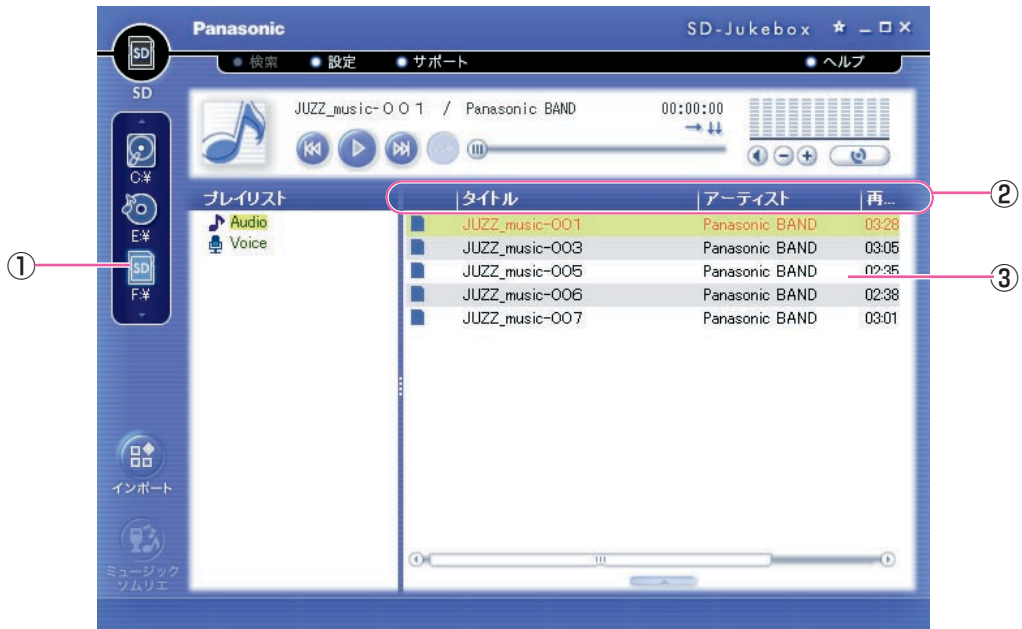 Panasonic
SD-Jukebox
検索 設定 サポート ヘルプ
SD
SD
JUZZ_music-001 / Panasonic BAND 00:00:00
C:¥
E:¥
SD
F:¥
プレイリスト タイトル アーティスト 再...
②
Audio
Voice
JUZZ_music-001 Panasonic BAND 03:28
JUZZ_music-003 Panasonic BAND 03:05
JUZZ_music-005 Panasonic BAND 02:35
JUZZ_music-006 Panasonic BAND 02:38
JUZZ_music-007 Panasonic BAND 03:01
①
③
インポート
ミュージック
ソムリエ